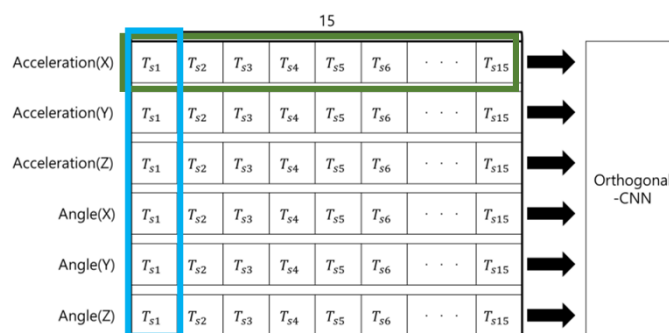 15
Acceleration(X) Ts1 Ts2 Ts3 Ts4 Ts5 Ts6 · · · Ts15
Acceleration(Y) Ts1 Ts2 Ts3 Ts4 Ts5 Ts6 · · · Ts15
Acceleration(Z) Ts1 Ts2 Ts3 Ts4 Ts5 Ts6 · · · Ts15
Angle(X) Ts1 Ts2 Ts3 Ts4 Ts5 Ts6 · · · Ts15
Angle(Y) Ts1 Ts2 Ts3 Ts4 Ts5 Ts6 · · · Ts15
Angle(Z) Ts1 Ts2 Ts3 Ts4 Ts5 Ts6 · · · Ts15
Orthogonal
-CNN